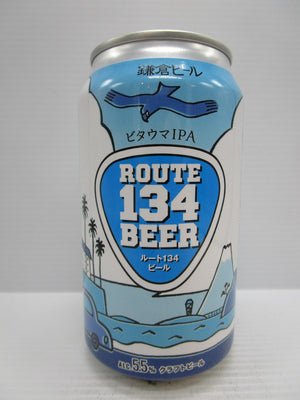 鎌倉ビール
ビタウマIPA
ROUTE
134
BEER
ルート134
ビール
ALC.5.5% クラフトビール